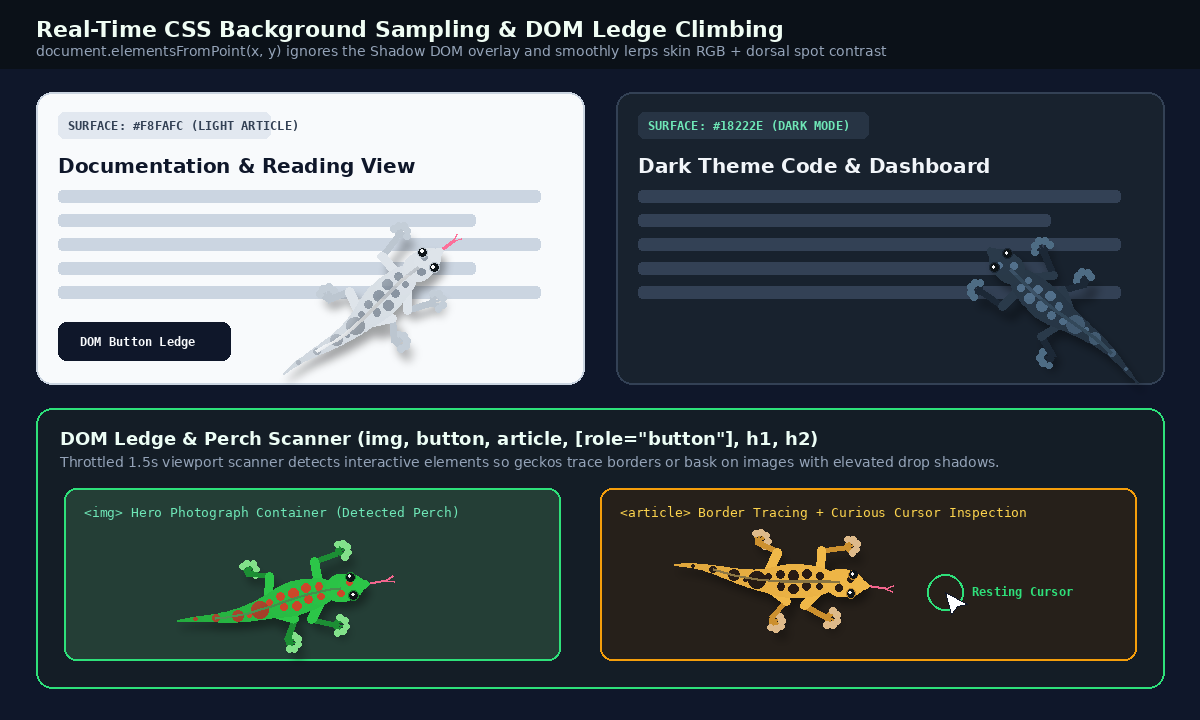 Real-Time CSS Background Sampling & DOM Ledge Climbing
document.elementsFromPoint(x, y) ignores the Shadow DOM overlay and smoothly lerps skin RGB + dorsal spot contrast
SURFACE: #F8FAFC (LIGHT ARTICLE)
Documentation & Reading View
DOM Button Ledge
SURFACE: #18222E (DARK MODE)
Dark Theme Code & Dashboard
DOM Ledge & Perch Scanner (img, button, article, [role="button"], h1, h2)
Throttled 1.5s viewport scanner detects interactive elements so geckos trace borders or bask on images with elevated drop shadows.
<img> Hero Photograph Container (Detected Perch)
<article> Border Tracing + Curious Cursor Inspection
Resting Cursor